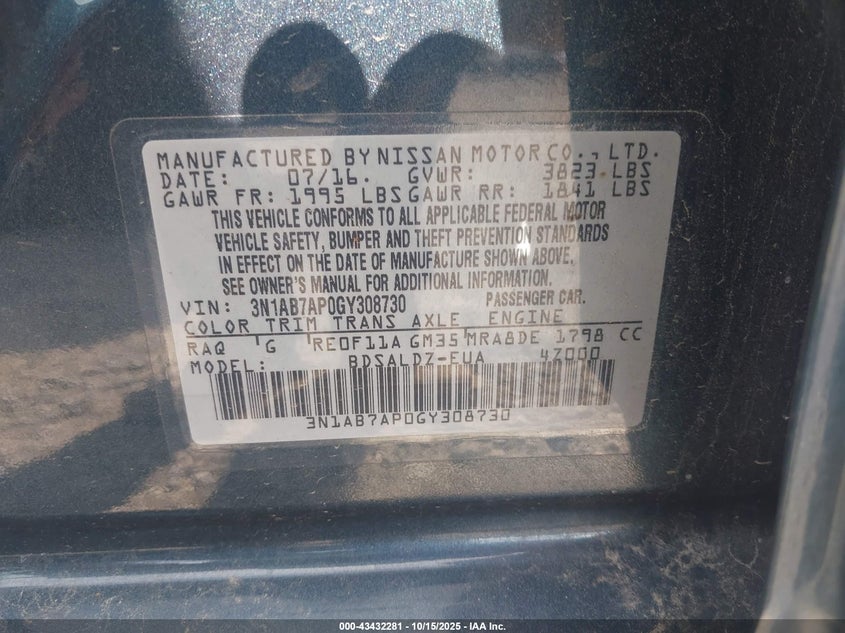 MANUFACTURED BY NISSAN MOTOR CO., LTD.
DATE: 07/16. GVWR: 3823 LBS
GAWR FR: 1995 LBS GAWR RR: 1841 LBS
THIS VEHICLE CONFORMS TO ALL APPLICABLE FEDERAL MOTOR
VEHICLE SAFETY, BUMPER AND THEFT PREVENTION STANDARDS
IN EFFECT ON THE DATE OF MANUFACTURE SHOWN ABOVE.
SEE OWNER'S MANUAL FOR ADDITIONAL INFORMATION.
VIN: 3N1AB7AP0GY308730 PASSENGER CAR.
COLOR TRIM TRANS AXLE ENGINE
RAQ G RE0F11A GM35 MRA8DE 1798 CC
MODEL: BDSALDZ-EUA 4Z000
3N1AB7AP0GY308730
000-43432281 - 10/15/2025 - IAA Inc.